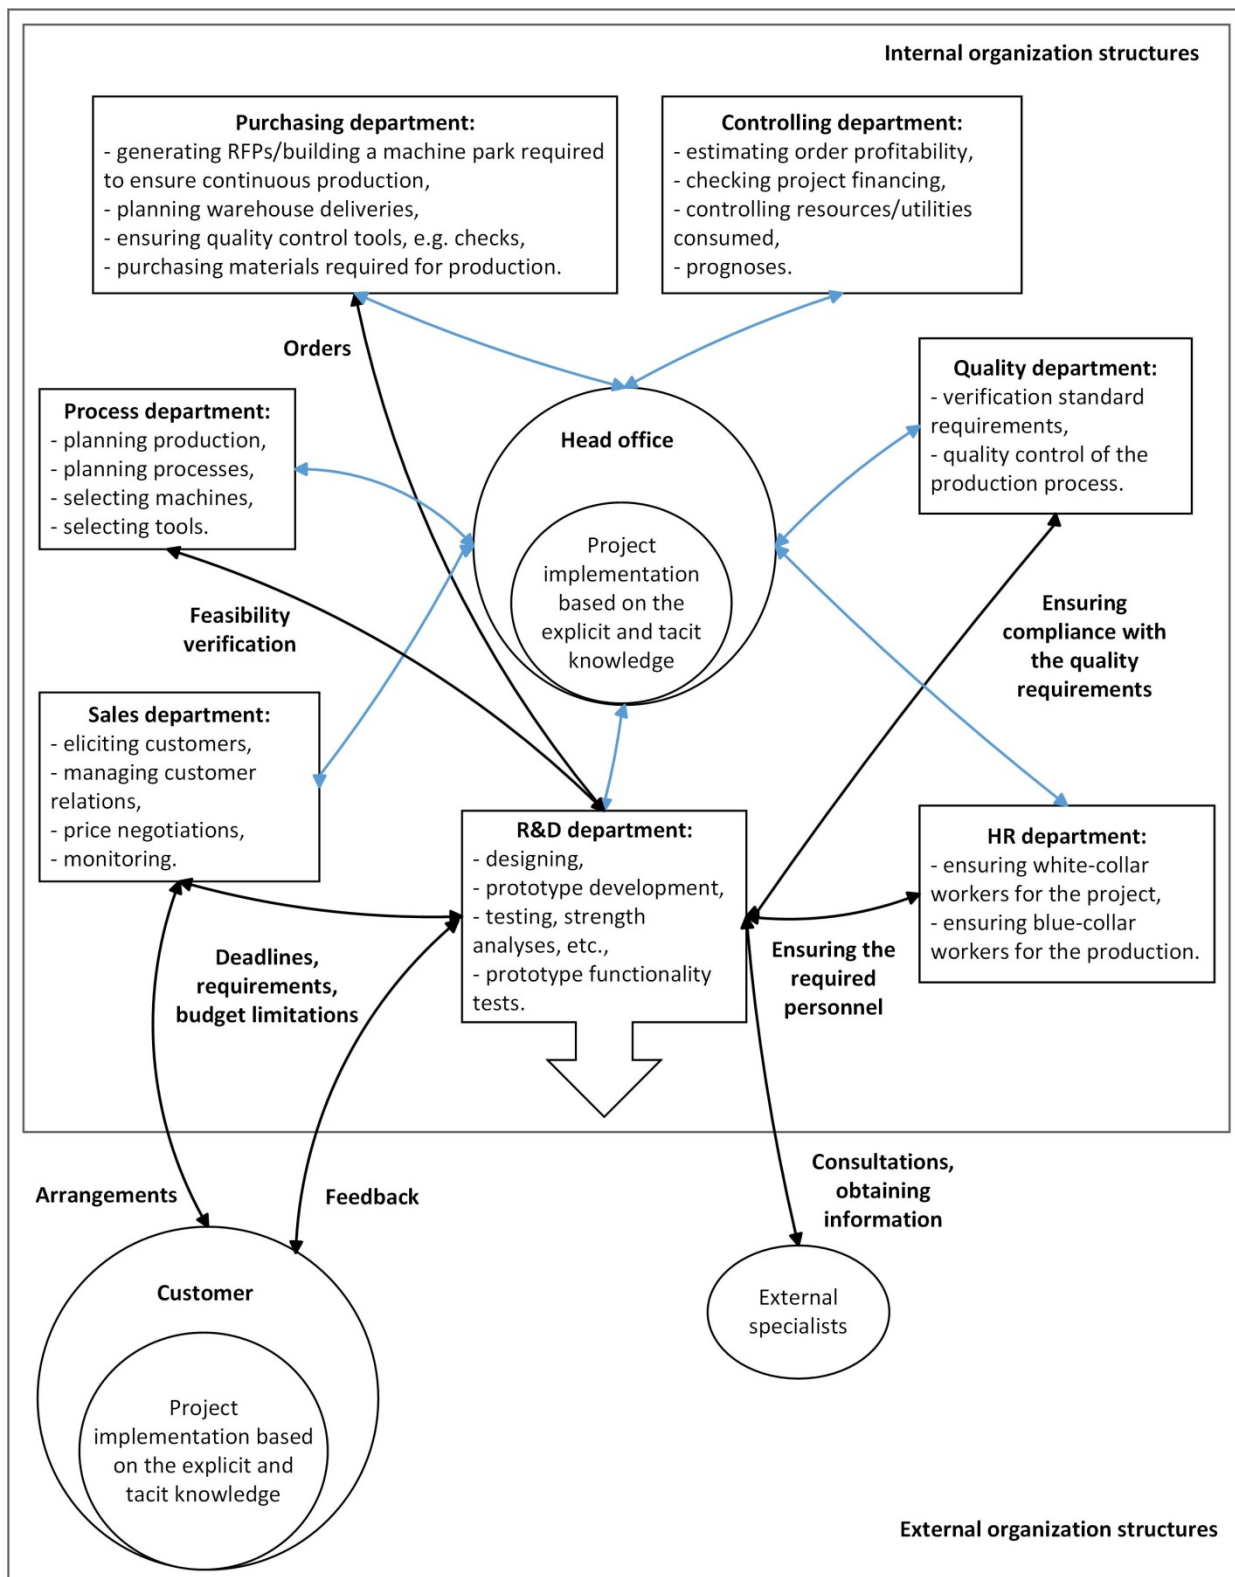 Internal organization structures
Purchasing department:
- generating RFPs/building a machine park required
to ensure continuous production,
- planning warehouse deliveries,
- ensuring quality control tools, e.g. checks,
- purchasing materials required for production.
Controlling department:
- estimating order profitability,
- checking project financing,
- controlling resources/utilities
consumed,
- prognoses.
Orders
Quality department:
- verification standard
requirements,
- quality control of the
production process.
Process department:
- planning production,
- planning processes,
- selecting machines,
- selecting tools.
Head office
Project
implementation
based on the
explicit and tacit
knowledge
Feasibility
verification
Ensuring
compliance with
the quality
requirements
Sales department:
- eliciting customers,
- managing customer
relations,
- price negotiations,
- monitoring.
R&D department:
- designing,
- prototype development,
- testing, strength
analyses, etc.,
- prototype functionality
tests.
HR department:
- ensuring white-collar
workers for the project,
- ensuring blue-collar
workers for the production.
Deadlines,
requirements,
budget limitations
Ensuring the
required
personnel
Arrangements
Feedback
Consultations,
obtaining
information
Customer
Project
implementation based
on the explicit and
tacit knowledge
External
specialists
External organization structures